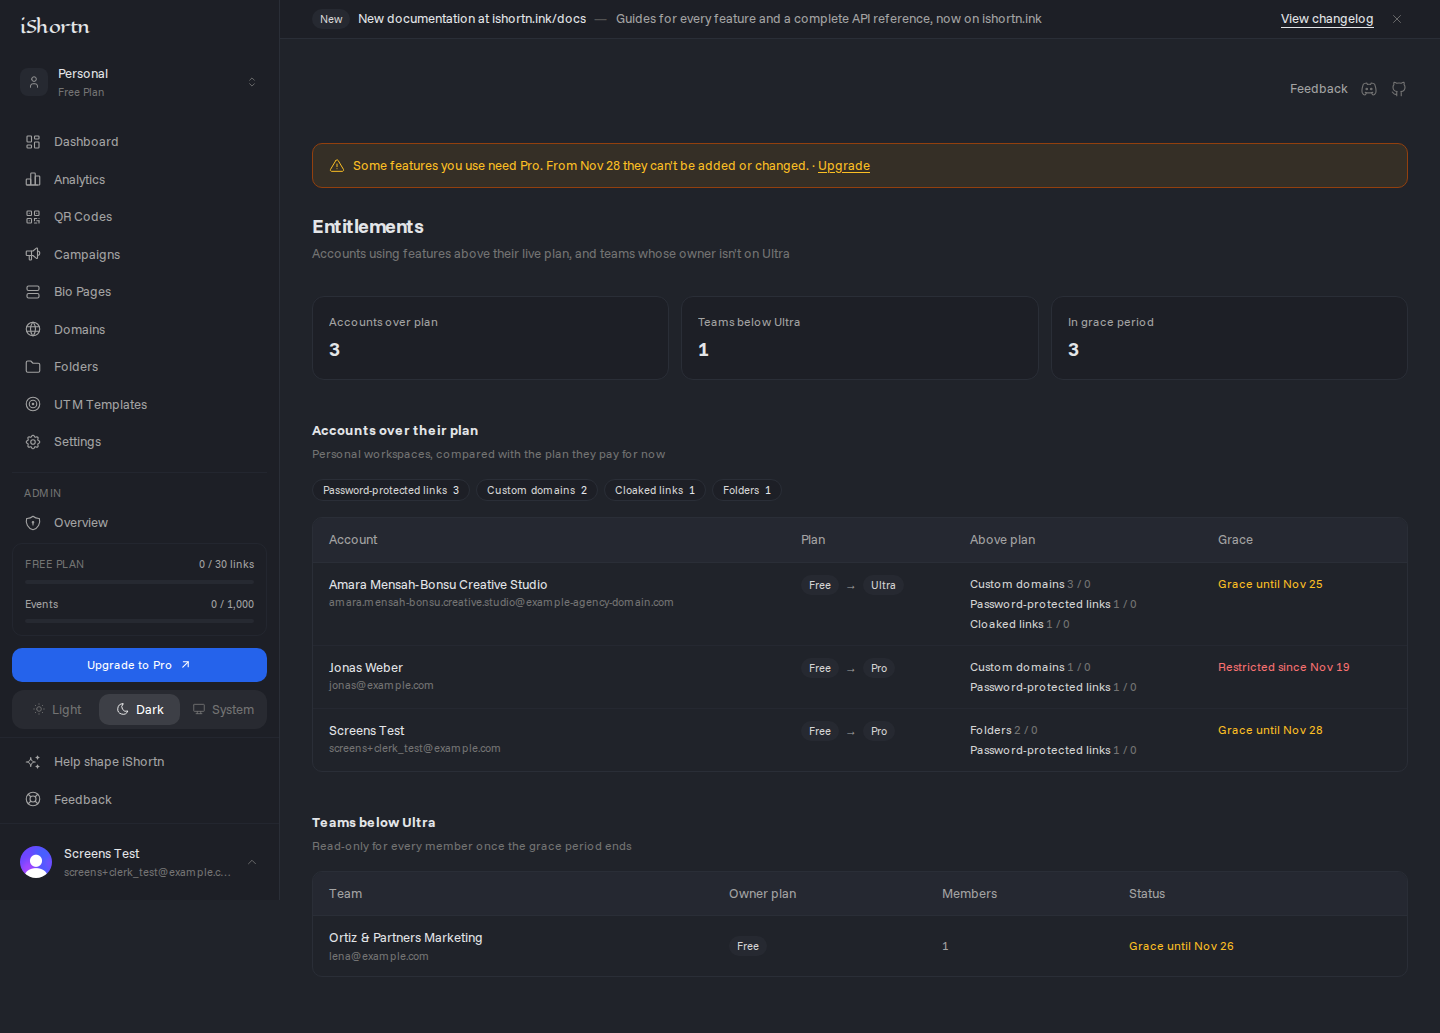 iShortn
Personal
Free Plan
Dashboard
Analytics
QR Codes
Campaigns
Bio Pages
Domains
Folders
UTM Templates
Settings
ADMIN
Overview
FREE PLAN 0 / 30 links
Events 0 / 1,000
Upgrade to Pro
Light Dark System
Help shape iShortn
Feedback
Screens Test
screens+clerk_test@example.c...
New New documentation at ishortn.ink/docs — Guides for every feature and a complete API reference, now on ishortn.ink View changelog
Feedback
Some features you use need Pro. From Nov 28 they can't be added or changed. · Upgrade
Entitlements
Accounts using features above their live plan, and teams whose owner isn't on Ultra
Accounts over plan
3
Teams below Ultra
1
In grace period
3
Accounts over their plan
Personal workspaces, compared with the plan they pay for now
Password-protected links 3 Custom domains 2 Cloaked links 1 Folders 1
Account Plan Above plan Grace
Amara Mensah-Bonsu Creative Studio Free → Ultra Custom domains 3 / 0 Grace until Nov 25
amara.mensah-bonsu.creative.studio@example-agency-domain.com
Password-protected links 1 / 0
Cloaked links 1 / 0
Jonas Weber Free → Pro Custom domains 1 / 0 Restricted since Nov 19
jonas@example.com Password-protected links 1 / 0
Screens Test Free → Pro Folders 2 / 0 Grace until Nov 28
screens+clerk_test@example.com Password-protected links 1 / 0
Teams below Ultra
Read-only for every member once the grace period ends
Team Owner plan Members Status
Ortiz & Partners Marketing Free 1 Grace until Nov 26
lena@example.com